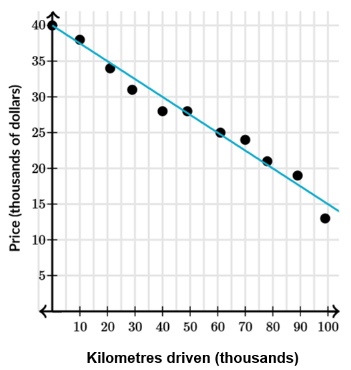 Price (thousands of dollars)
40
35
30
25
20
15
10
5
10 20 30 40 50 60 70 80 90 100
Kilometres driven (thousands)